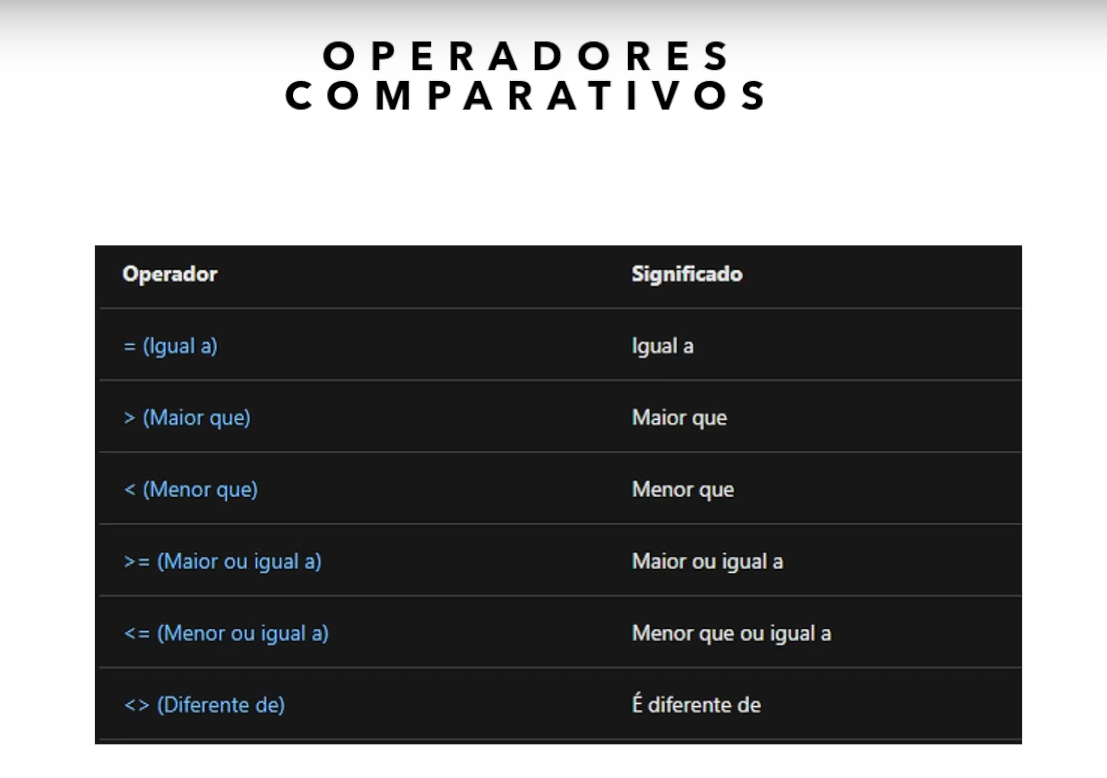 OPERADORES
COMPARATIVOS
Operador Significado
= (Igual a) Igual a
> (Maior que) Maior que
< (Menor que) Menor que
>= (Maior ou igual a) Maior ou igual a
<= (Menor ou igual a) Menor que ou igual a
<> (Diferente de) É diferente de